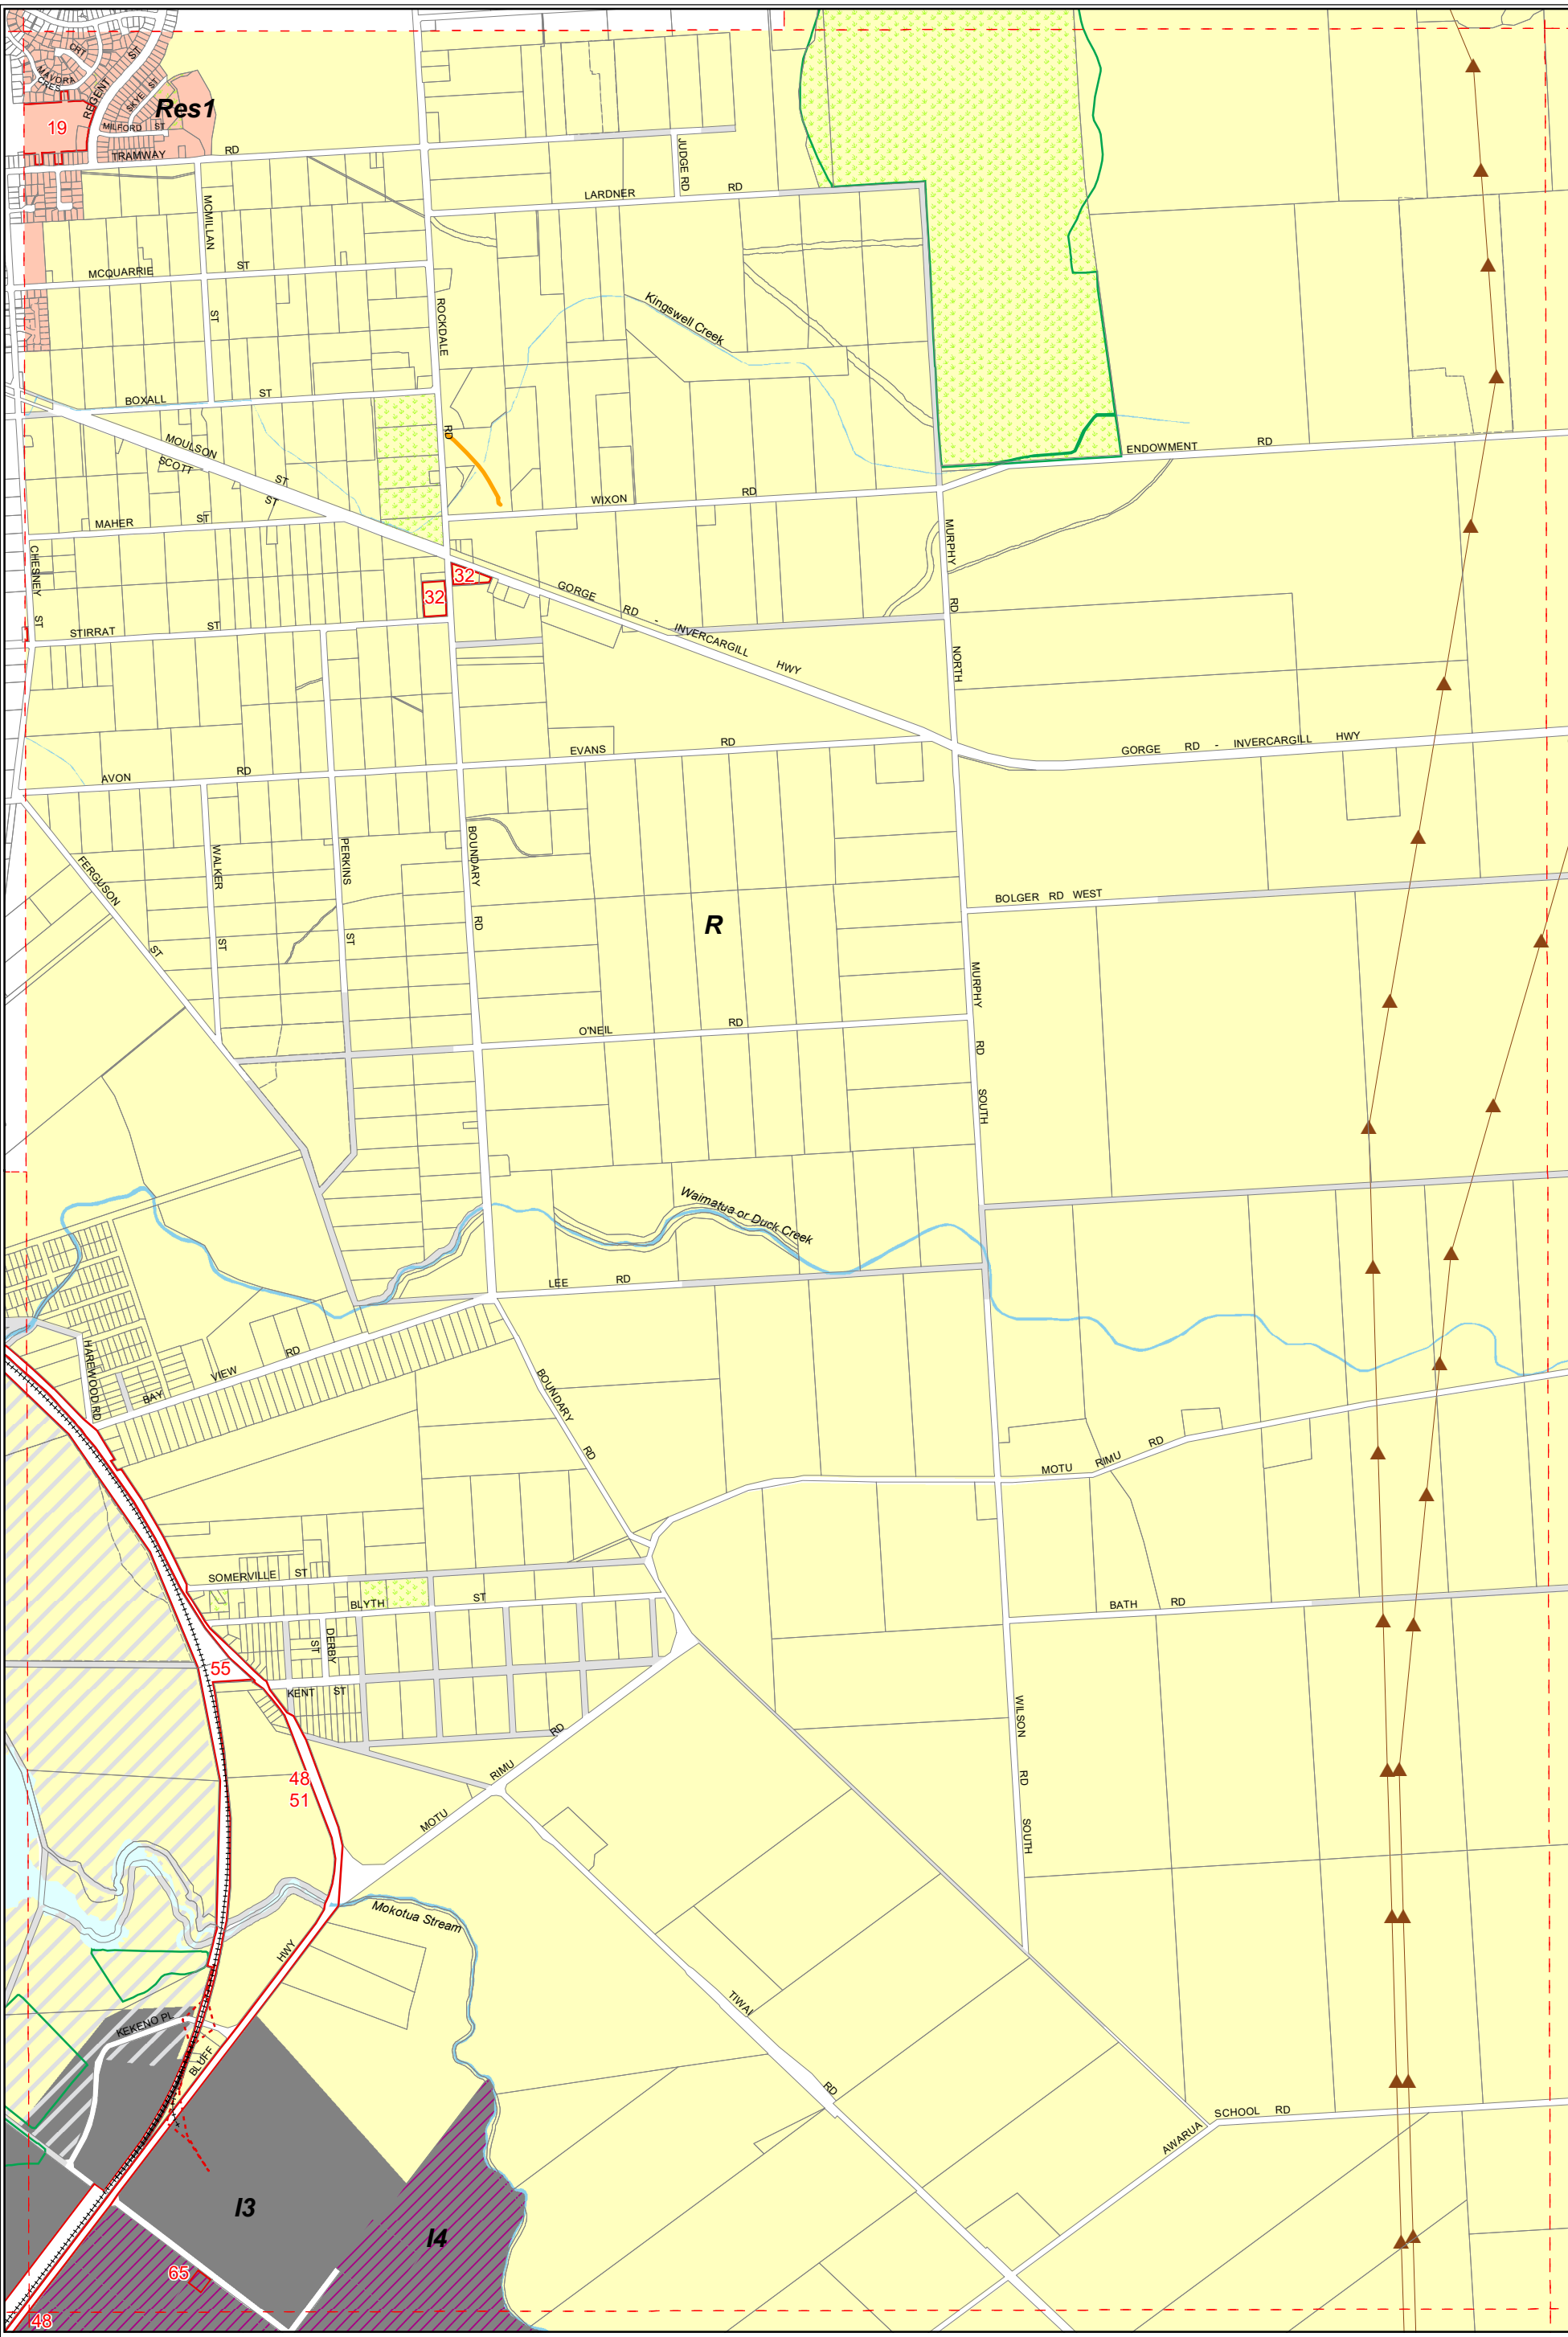 CRT
MAVORA
CRES
REGENT
ST
SKYE ST
Res1
19
MILFORD ST
TRAMWAY RD
JUDGE RD
MCMILLAN
ST
LARDNER RD
MCQUARRIE ST
ROCKDALE
RD
Kingswell Creek
BOXALL ST
MOULSON
ST
SCOTT
ST
ENDOWMENT RD
WIXON RD
MAHER ST
CHESNEY
ST
MURPHY
RD
NORTH
32
32
GORGE RD - INVERCARGILL HWY
STIRRAT ST
EVANS RD
GORGE RD - INVERCARGILL HWY
AVON RD
FERGUSON
ST
WALKER
ST
PERKINS
ST
BOUNDARY
RD
BOLGER RD WEST
R
MURPHY
RD
SOUTH
O'NEIL RD
Waimatua or Duck Creek
LEE RD
HAREWOOD RD
BAY VIEW RD
BOUNDARY
RD
MOTU RIMU RD
SOMERVILLE ST
BLYTH ST
BATH RD
DERBY
ST
55
KENT ST
WILSON
RD
SOUTH
48
51
MOTU RIMU RD
Mokotua Stream
HWY
BLUFF
KEKENO PL
TIWAI
RD
SCHOOL RD
AWARUA
I3
I4
65
48